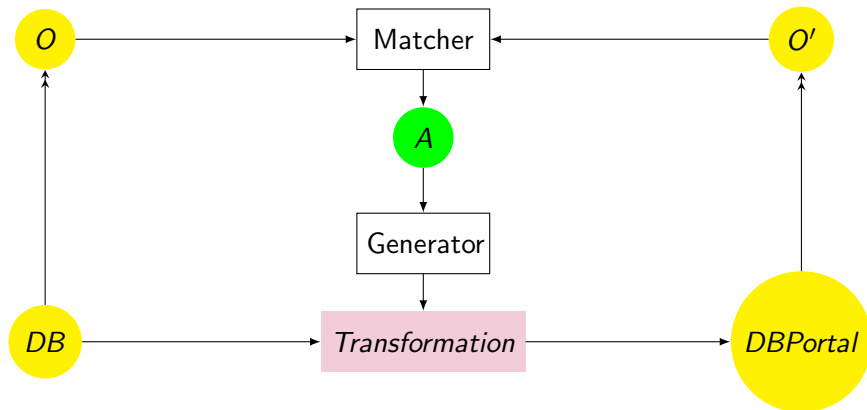 O
Matcher
O′
A
Generator
DB
Transformation
DBPortal